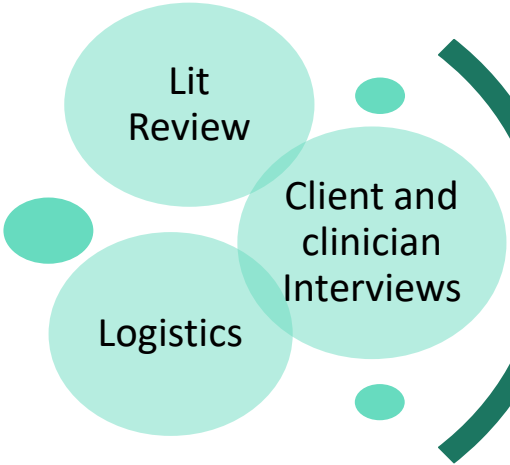 Lit
Review
Client and
clinician
Interviews
Logistics